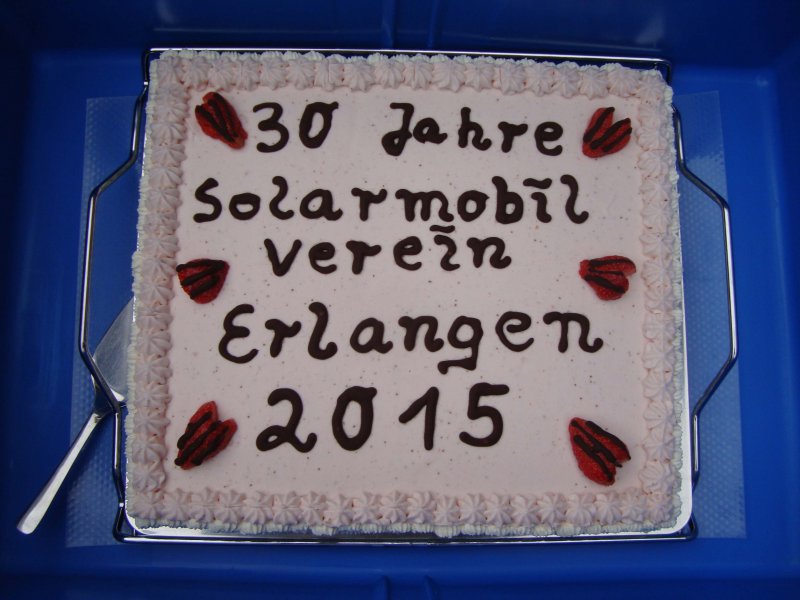 30 Jahre
Solarmobil
Verein
Erlangen
2015